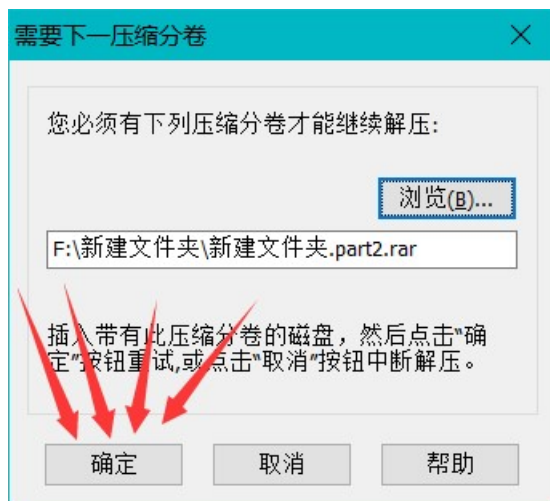 需要下一压缩分卷
您必须有下列压缩分卷才能继续解压:
浏览(B)...
F:\新建文件夹\新建文件夹.part2.rar
插入带有此压缩分卷的磁盘，然后点击“确
定”按钮重试,或点击“取消”按钮中断解压。
确定 取消 帮助